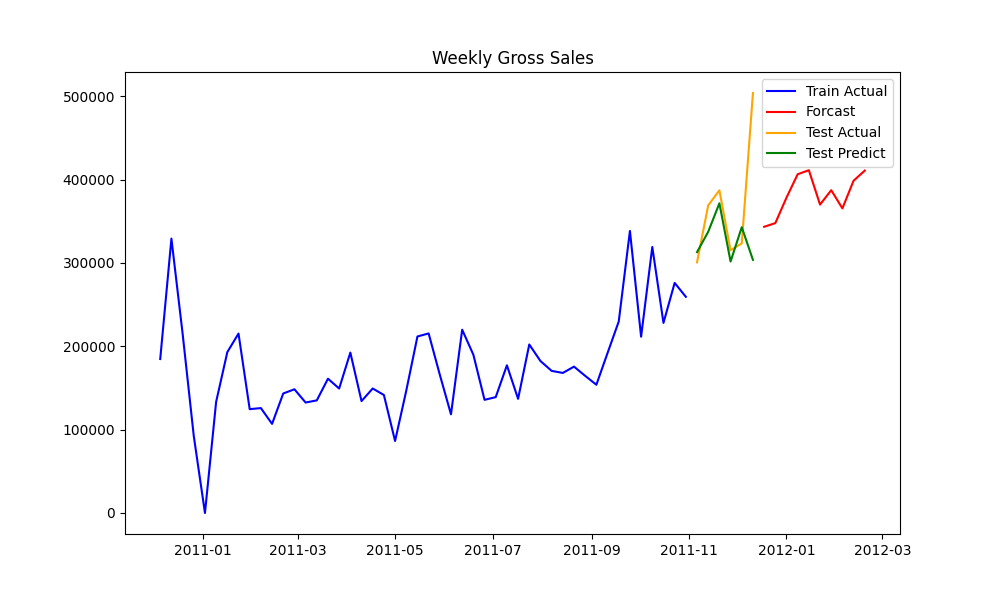 Weekly Gross Sales
500000
400000
300000
200000
100000
0
Train Actual
Forcast
Test Actual
Test Predict
2011-01 2011-03 2011-05 2011-07 2011-09 2011-11 2012-01 2012-03